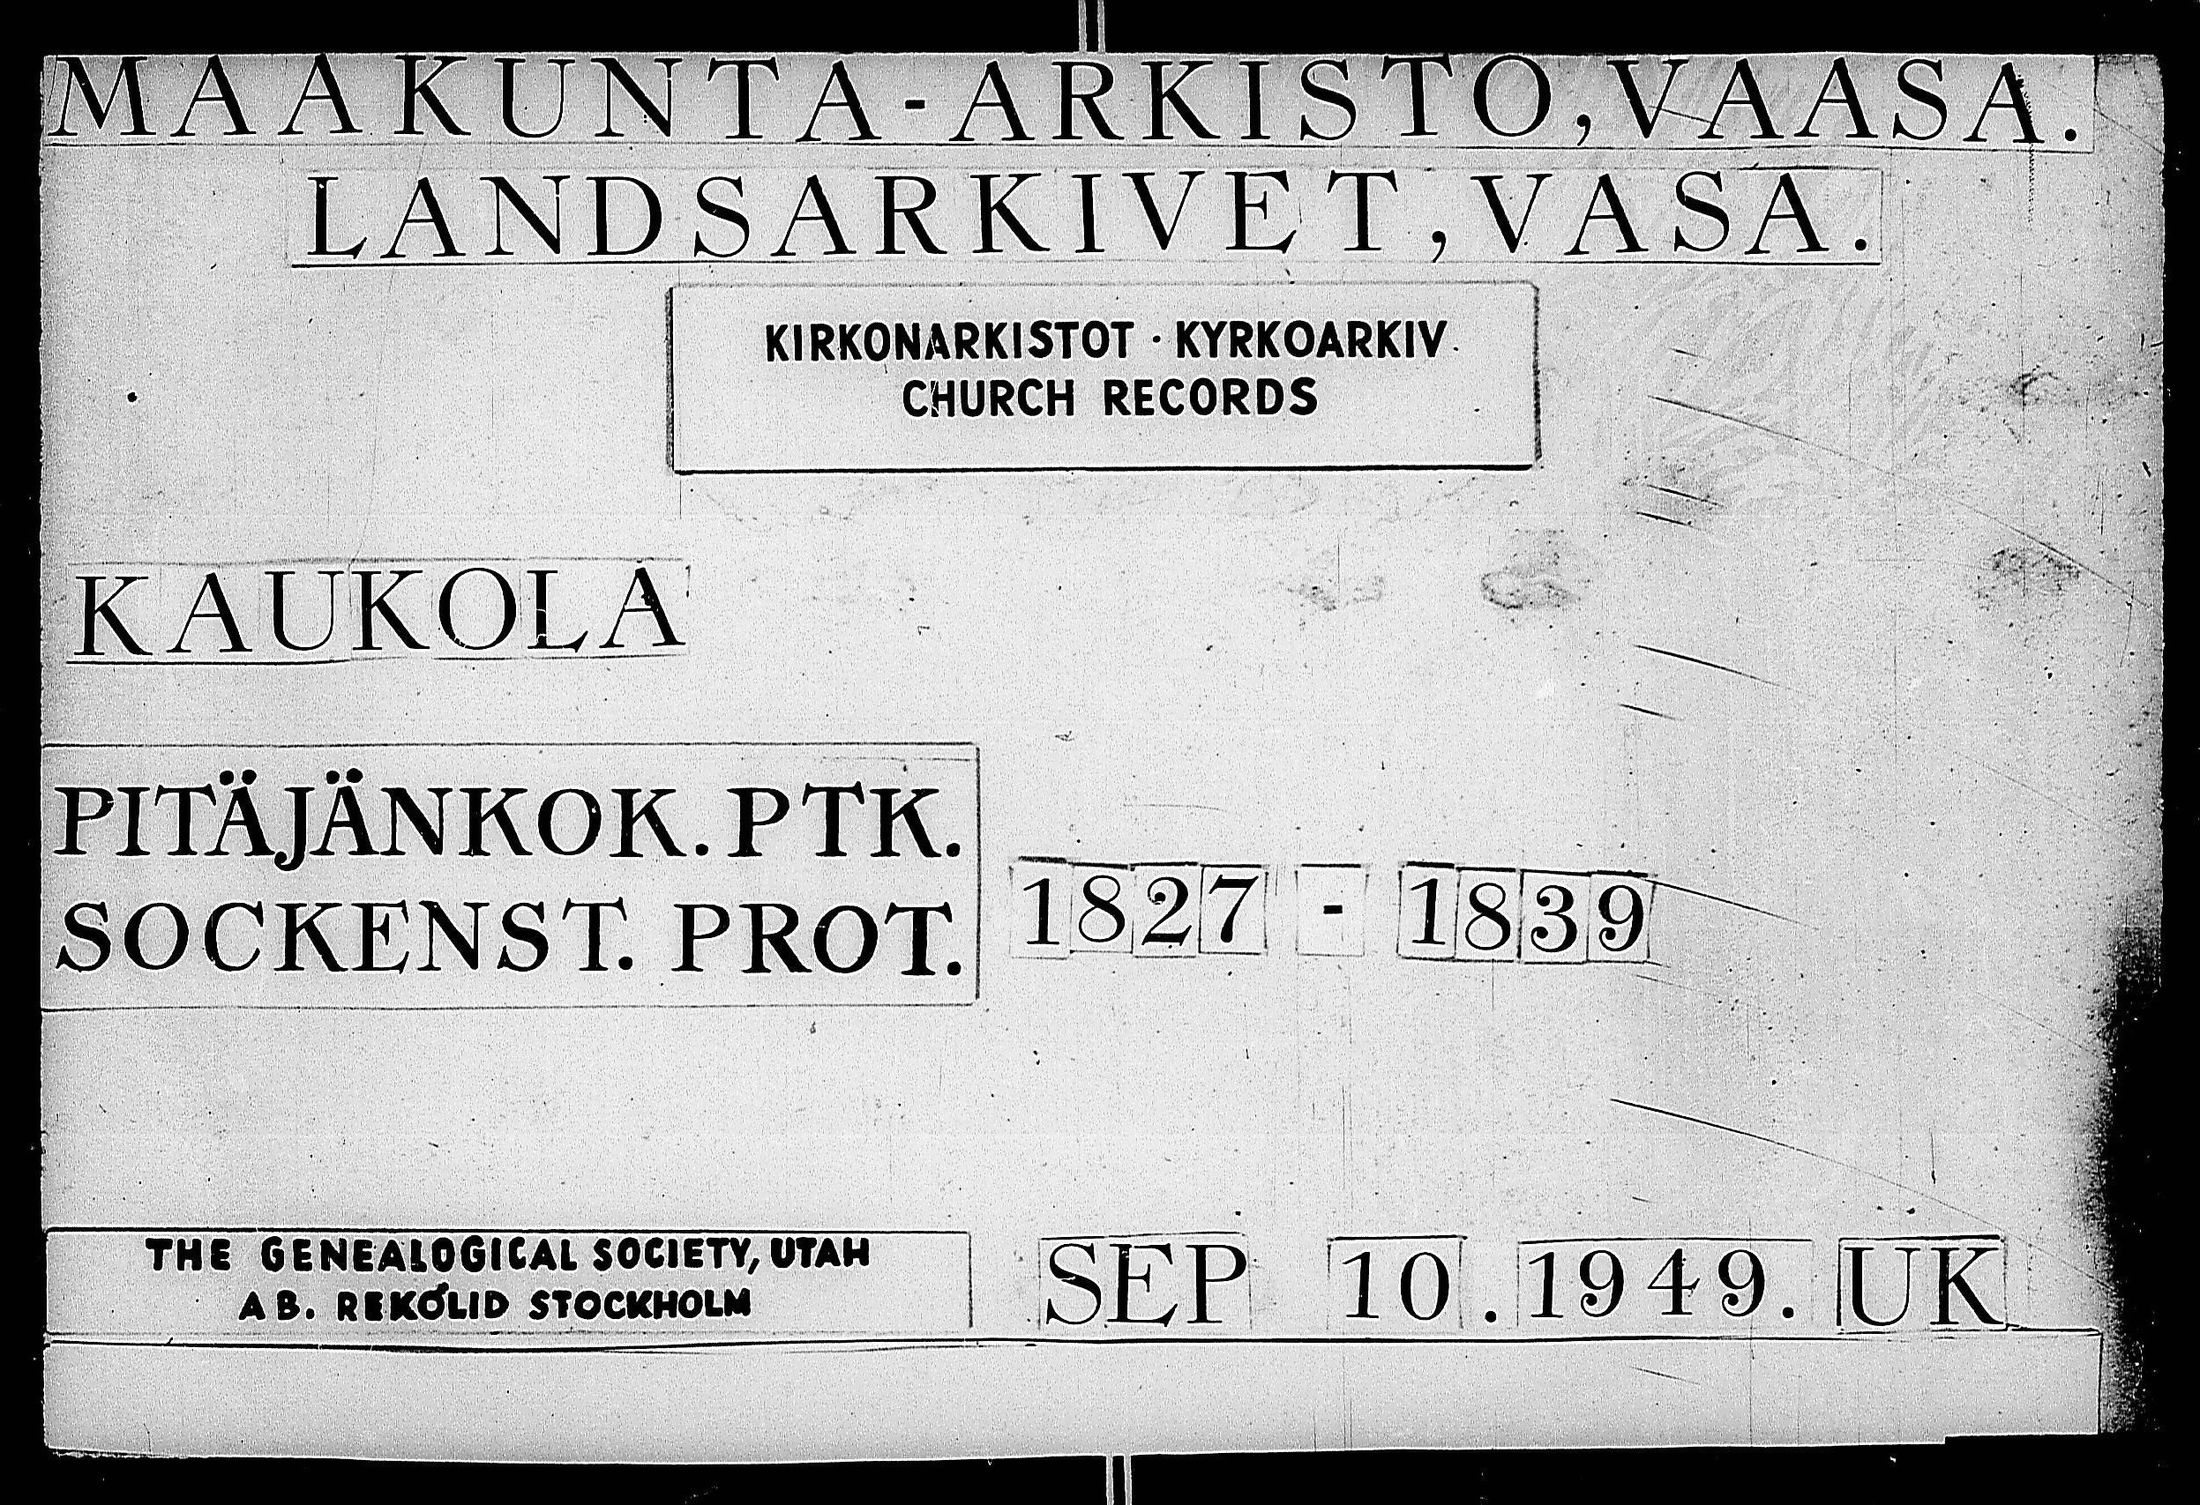 MAAKUNTA-ARKISTO, VAASA.
LANDSARKIVET, VASA.
KIRKONARKISTOT · KYRKOARKIV
CHURCH RECORDS
KAUKOLA
PITÄJÄNKOK. PTK.
SOCKENST. PROT.
1827 - 1839
THE GENEALOGICAL SOCIETY, UTAH
AB. REKOLID STOCKHOLM
SEP 10. 1949. UK